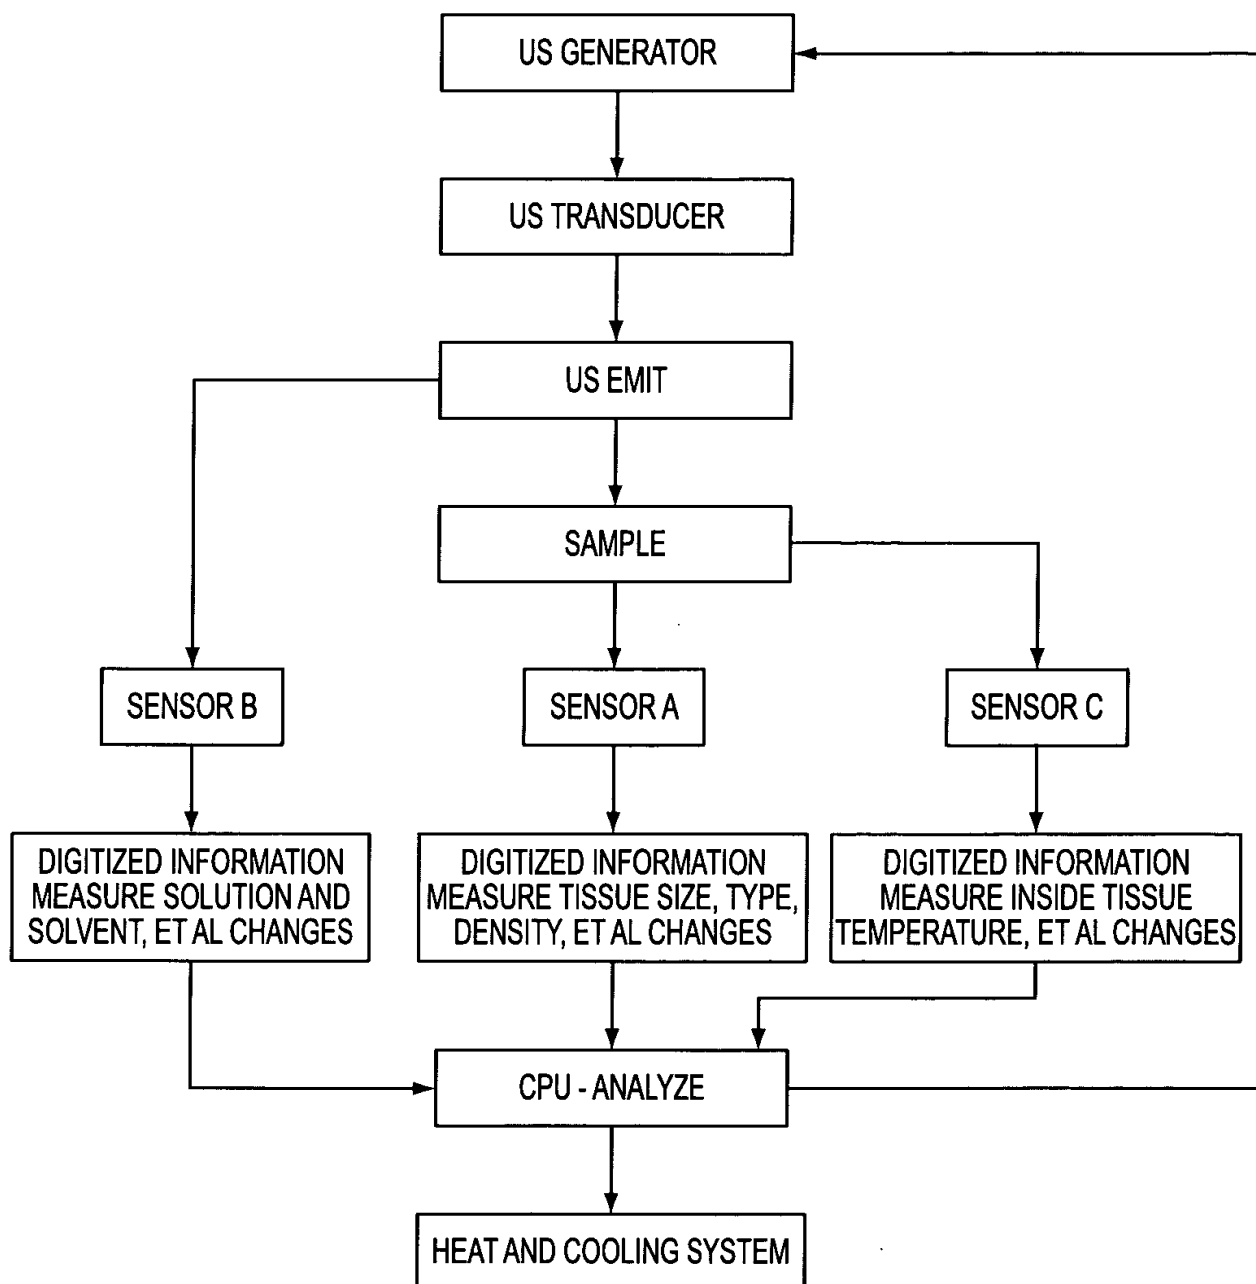 US GENERATOR
US TRANSDUCER
US EMIT
SAMPLE
SENSOR B
SENSOR A
SENSOR C
DIGITIZED INFORMATION
MEASURE SOLUTION AND
SOLVENT, ET AL CHANGES
DIGITIZED INFORMATION
MEASURE TISSUE SIZE, TYPE,
DENSITY, ET AL CHANGES
DIGITIZED INFORMATION
MEASURE INSIDE TISSUE
TEMPERATURE, ET AL CHANGES
CPU - ANALYZE
HEAT AND COOLING SYSTEM